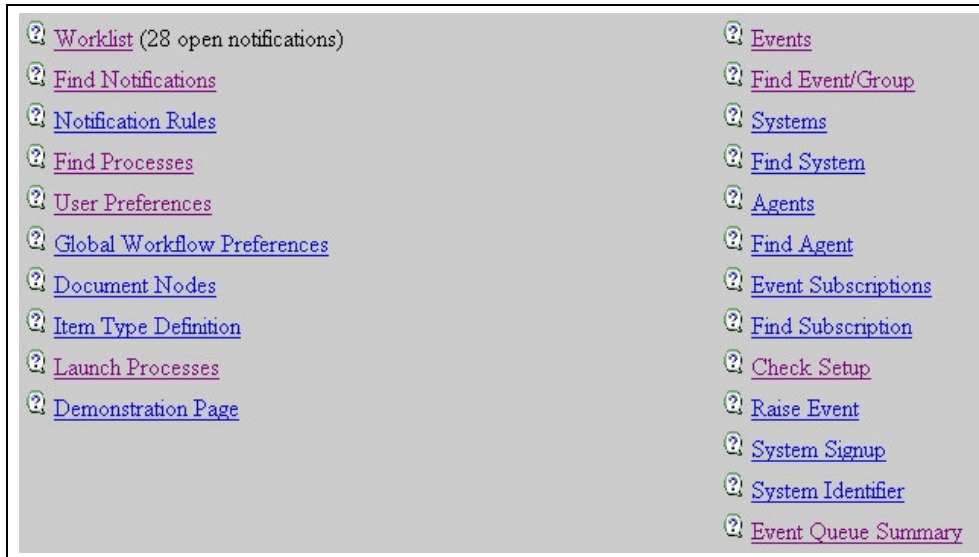 Worklist (28 open notifications)
Find Notifications
Notification Rules
Find Processes
User Preferences
Global Workflow Preferences
Document Nodes
Item Type Definition
Launch Processes
Demonstration Page
Events
Find Event/Group
Systems
Find System
Agents
Find Agent
Event Subscriptions
Find Subscription
Check Setup
Raise Event
System Signup
System Identifier
Event Queue Summary